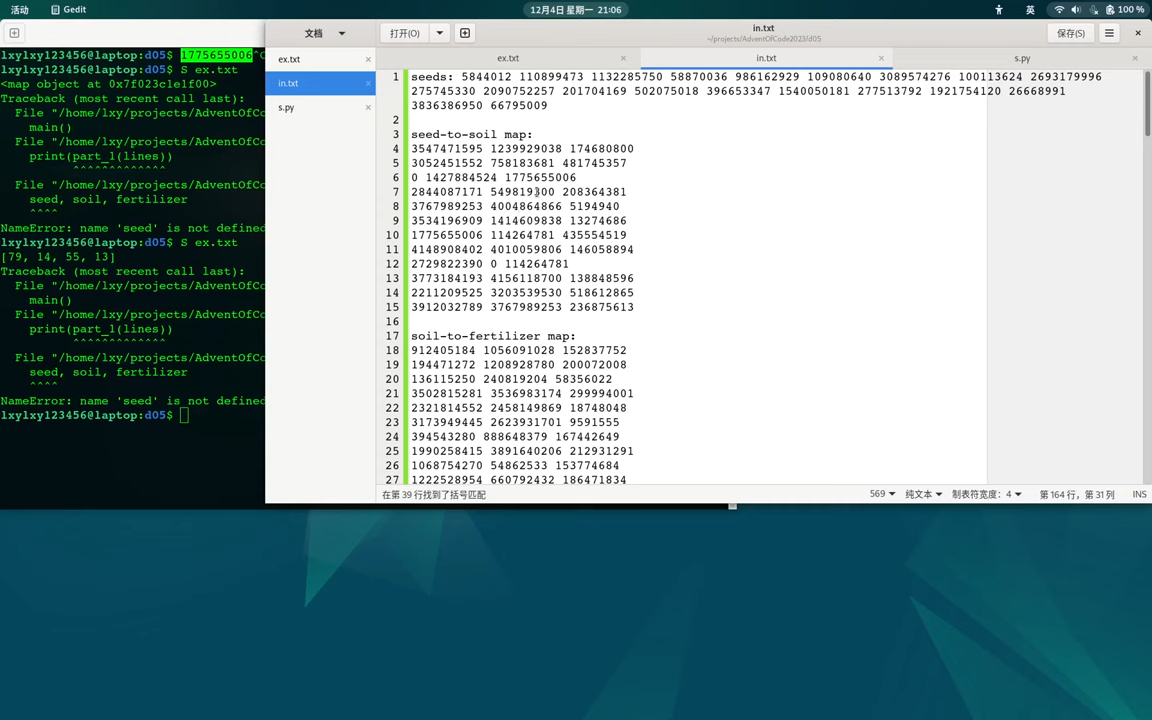 活动 Gedit 12月4日 星期一 21:06 英 100 %
文档 打开(O) in.txt 保存(S)
~/projects/AdventOfCode2023/d05
ex.txt in.txt s.py
ex.txt
in.txt
s.py
lxylxy123456@laptop:d05$ 1775655006^C
lxylxy123456@laptop:d05$ S ex.txt
<map object at 0x7f023c1e1f00>
Traceback (most recent call last):
File "/home/lxy/projects/AdventOfCo
main()
File "/home/lxy/projects/AdventOfCo
print(part_1(lines))
^^^^^^^^^^^^^
File "/home/lxy/projects/AdventOfCo
seed, soil, fertilizer
^^^^
NameError: name 'seed' is not defined
lxylxy123456@laptop:d05$ S ex.txt
[79, 14, 55, 13]
Traceback (most recent call last):
File "/home/lxy/projects/AdventOfCo
main()
File "/home/lxy/projects/AdventOfCo
print(part_1(lines))
^^^^^^^^^^^^^
File "/home/lxy/projects/AdventOfCo
seed, soil, fertilizer
^^^^
NameError: name 'seed' is not defined
lxylxy123456@laptop:d05$
1 seeds: 5844012 110899473 1132285750 58870036 986162929 109080640 3089574276 100113624 2693179996
275745330 2090752257 201704169 502075018 396653347 1540050181 277513792 1921754120 26668991
3836386950 66795009
2
3 seed-to-soil map:
4 3547471595 1239929038 174680800
5 3052451552 758183681 481745357
6 0 1427884524 1775655006
7 2844087171 549819300 208364381
8 3767989253 4004864866 5194940
9 3534196909 1414609838 13274686
10 1775655006 114264781 435554519
11 4148908402 4010059806 146058894
12 2729822390 0 114264781
13 3773184193 4156118700 138848596
14 2211209525 3203539530 518612865
15 3912032789 3767989253 236875613
16
17 soil-to-fertilizer map:
18 912405184 1056091028 152837752
19 194471272 1208928780 200072008
20 136115250 240819204 58356022
21 3502815281 3536983174 299994001
22 2321814552 2458149869 18748048
23 3173949445 2623931701 9591555
24 394543280 888648379 167442649
25 1990258415 3891640206 212931291
26 1068754270 54862533 153774684
27 1222528954 660792432 186471834
在第 39 行找到了括号匹配 569 纯文本 制表符宽度：4 第 164 行，第 31 列 INS